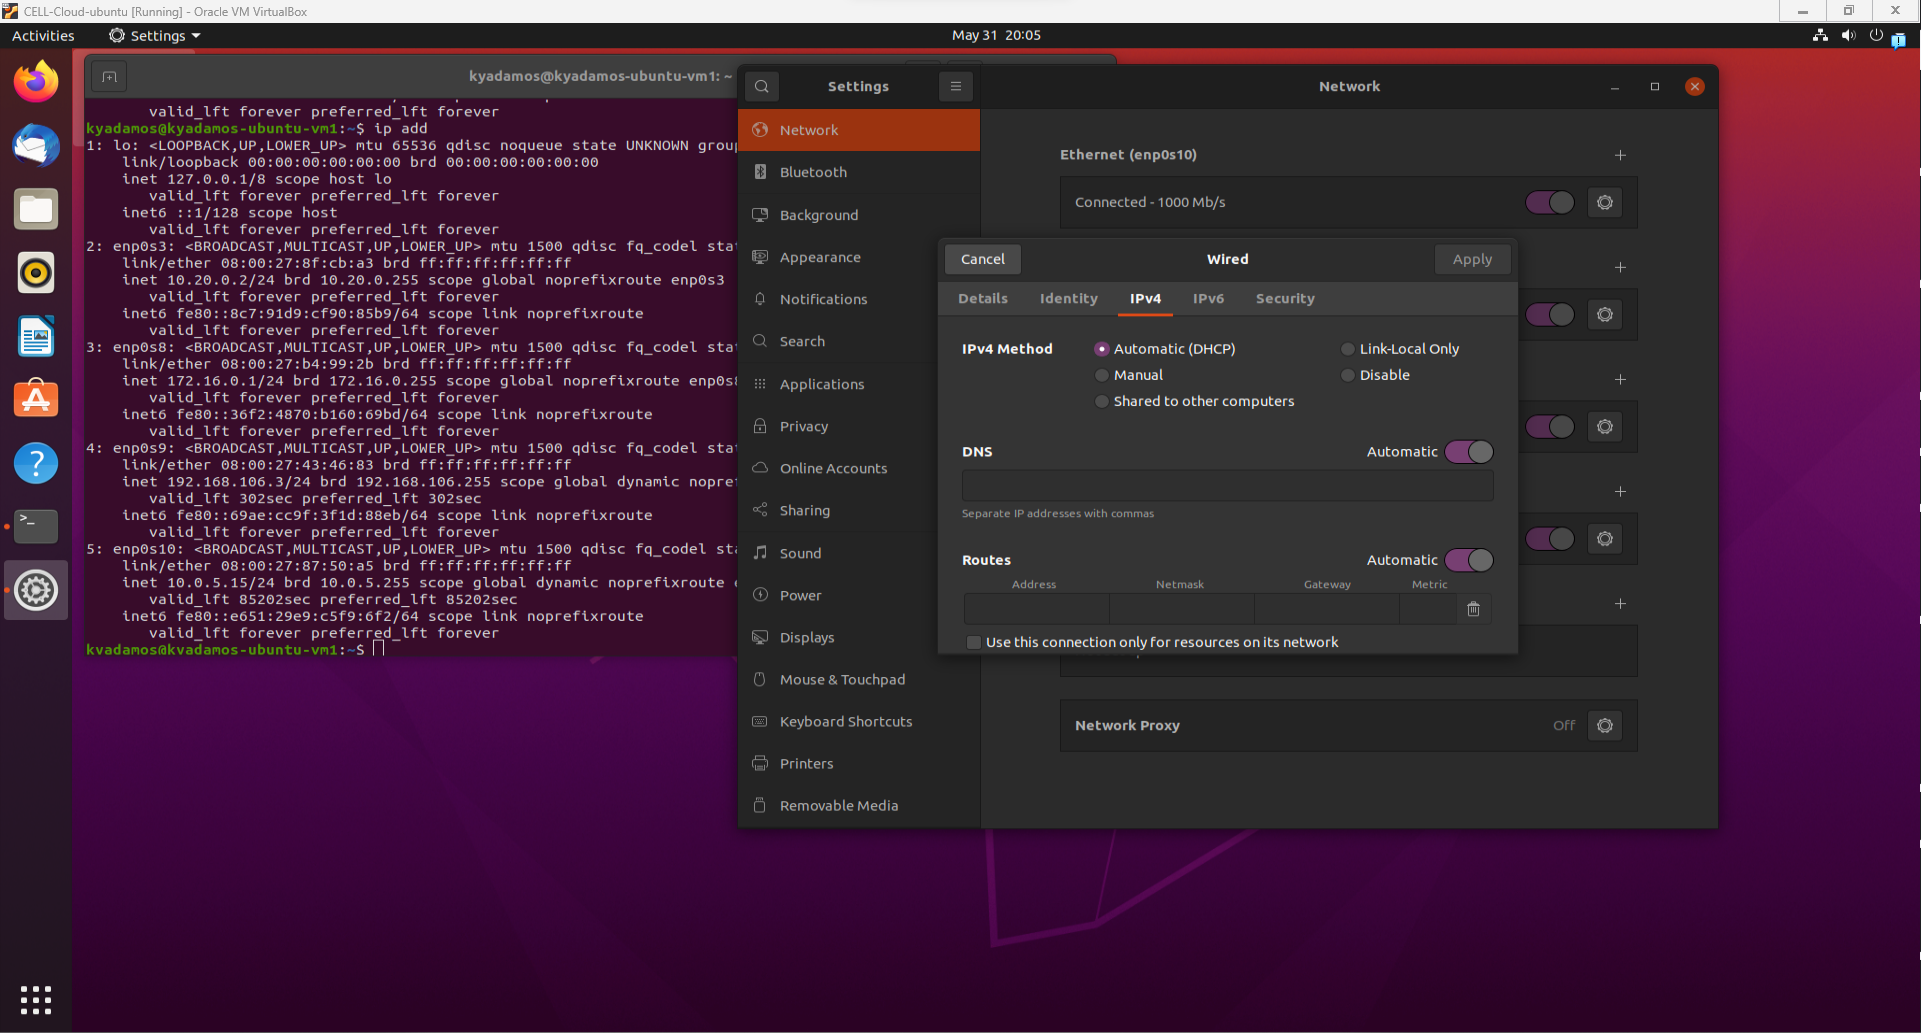 CELL-Cloud-ubuntu [Running] - Oracle VM VirtualBox
Activities
Settings
May 31 20:05
kyadamos@kyadamos-ubuntu-vm1: ~
valid_lft forever preferred_lft forever
kyadamos@kyadamos-ubuntu-vm1:~$ ip add
1: lo: <LOOPBACK,UP,LOWER_UP> mtu 65536 qdisc noqueue state UNKNOWN group
link/loopback 00:00:00:00:00:00 brd 00:00:00:00:00:00
inet 127.0.0.1/8 scope host lo
valid_lft forever preferred_lft forever
inet6 ::1/128 scope host
valid_lft forever preferred_lft forever
2: enp0s3: <BROADCAST,MULTICAST,UP,LOWER_UP> mtu 1500 qdisc fq_codel stat
link/ether 08:00:27:8f:cb:a3 brd ff:ff:ff:ff:ff:ff
inet 10.20.0.2/24 brd 10.20.0.255 scope global noprefixroute enp0s3
valid_lft forever preferred_lft forever
inet6 fe80::8c7:91d9:cf90:85b9/64 scope link noprefixroute
valid_lft forever preferred_lft forever
3: enp0s8: <BROADCAST,MULTICAST,UP,LOWER_UP> mtu 1500 qdisc fq_codel stat
link/ether 08:00:27:b4:99:2b brd ff:ff:ff:ff:ff:ff
inet 172.16.0.1/24 brd 172.16.0.255 scope global noprefixroute enp0s8
valid_lft forever preferred_lft forever
inet6 fe80::36f2:4870:b160:69bd/64 scope link noprefixroute
valid_lft forever preferred_lft forever
4: enp0s9: <BROADCAST,MULTICAST,UP,LOWER_UP> mtu 1500 qdisc fq_codel stat
link/ether 08:00:27:43:46:83 brd ff:ff:ff:ff:ff:ff
inet 192.168.106.3/24 brd 192.168.106.255 scope global dynamic nopref
valid_lft 302sec preferred_lft 302sec
inet6 fe80::69ae:cc9f:3f1d:88eb/64 scope link noprefixroute
valid_lft forever preferred_lft forever
5: enp0s10: <BROADCAST,MULTICAST,UP,LOWER_UP> mtu 1500 qdisc fq_codel sta
link/ether 08:00:27:87:50:a5 brd ff:ff:ff:ff:ff:ff
inet 10.0.5.15/24 brd 10.0.5.255 scope global dynamic noprefixroute e
valid_lft 85202sec preferred_lft 85202sec
inet6 fe80::e651:29e9:c5f9:6f2/64 scope link noprefixroute
valid_lft forever preferred_lft forever
kyadamos@kyadamos-ubuntu-vm1:~$
Settings
Network
Network
Bluetooth
Background
Appearance
Notifications
Search
Applications
Privacy
Online Accounts
Sharing
Sound
Power
Displays
Mouse & Touchpad
Keyboard Shortcuts
Printers
Removable Media
Ethernet (enp0s10)
Connected - 1000 Mb/s
Cancel
Wired
Apply
Details
Identity
IPv4
IPv6
Security
IPv4 Method
Automatic (DHCP)
Link-Local Only
Manual
Disable
Shared to other computers
DNS
Automatic
Separate IP addresses with commas
Routes
Automatic
Address
Netmask
Gateway
Metric
Use this connection only for resources on its network
Network Proxy
Off